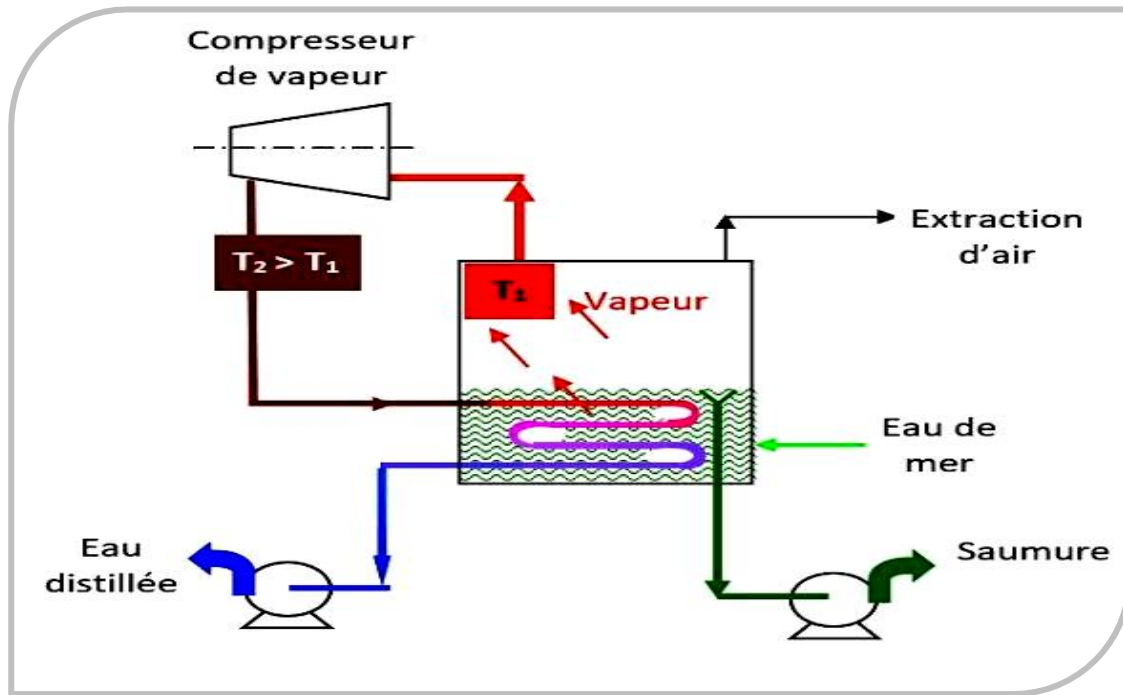 Compresseur
de vapeur
T₂ > T₁
Extraction
d’air
T₁
Vapeur
Eau de
mer
Eau
distillée
Saumure